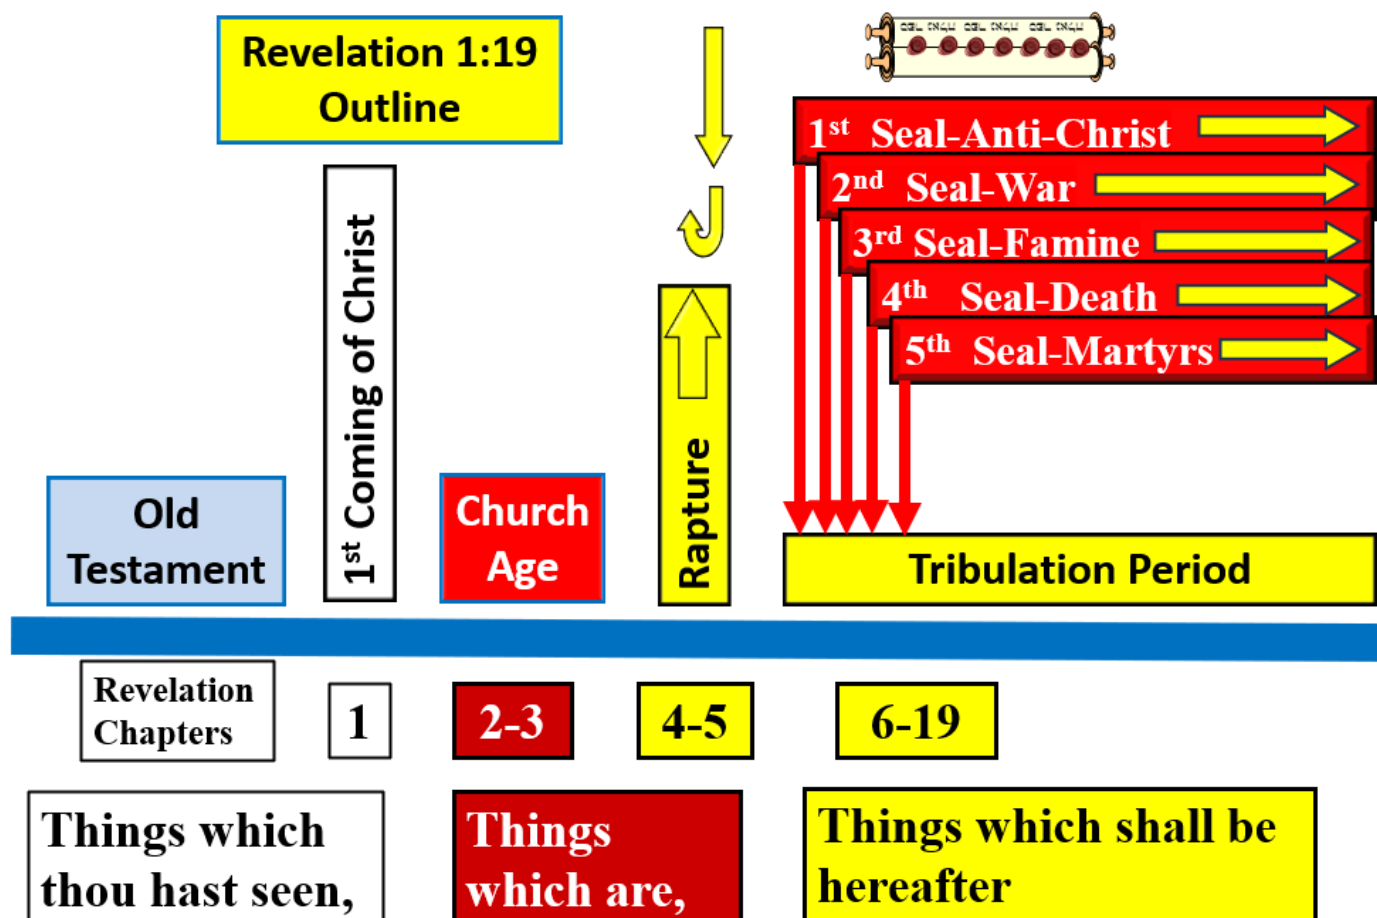 Revelation 1:19
Outline
1st Seal-Anti-Christ
2nd Seal-War
3rd Seal-Famine
4th Seal-Death
5th Seal-Martyrs
1st Coming of Christ
Rapture
Old
Testament
Church
Age
Tribulation Period
Revelation
Chapters
1
2-3
4-5
6-19
Things which
thou hast seen,
Things
which are,
Things which shall be
hereafter